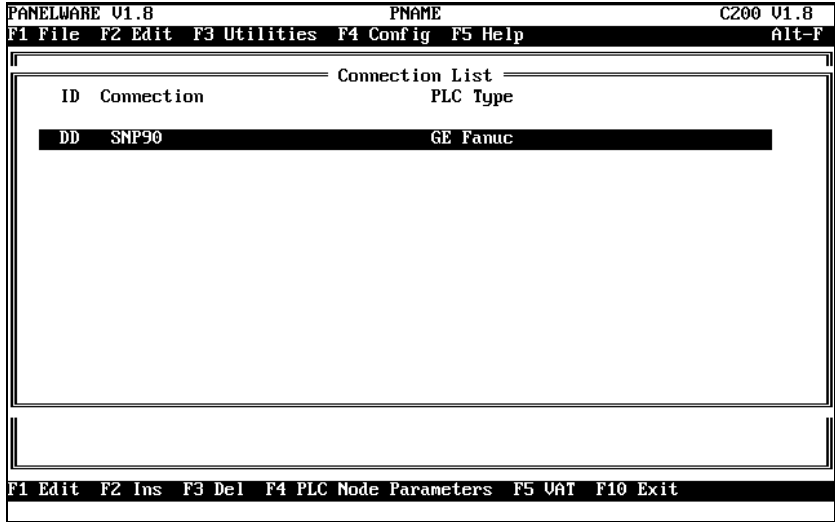 PANELWARE V1.8 PNAME C200 V1.8
F1 File F2 Edit F3 Utilities F4 Config F5 Help Alt-F
Connection List
ID Connection PLC Type
DD SNP90 GE Fanuc
F1 Edit F2 Ins F3 Del F4 PLC Node Parameters F5 VAT F10 Exit